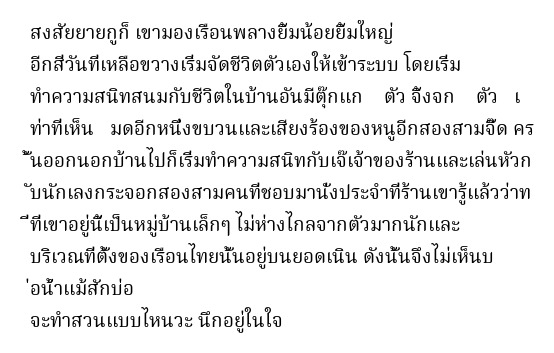 สงสัยยายกูก็ เขามองเรือนพลางยิ้มน้อยยิ้มใหญ่
อีกสี่วันที่เหลือขวางเริ่มจัดชีวิตตัวเองให้เข้าระบบ โดยเริ่ม
ทำความสนิทสนมกับชีวิตในบ้านอันมีตุ๊กแก ตัว จิ้งจก ตัว เ
ท่าที่เห็น มดอีกหนึ่งขบวนและเสียงร้องของหนูอีกสองสามจี๊ด คร
ั้นออกนอกบ้านไปก็เริ่มทำความสนิทกับเจ๊เจ้าของร้านและเล่นหัวก
ับนักเลงกระจอกสองสามคนที่ชอบมานั่งประจำที่ร้านเขารู้แล้วว่าท
ี่ที่เขาอยู่นี้เป็นหมู่บ้านเล็กๆ ไม่ห่างไกลจากตัวมากนักและ
บริเวณที่ตั้งของเรือนไทยนั้นอยู่บนยอดเนิน ดังนั้นจึงไม่เห็นบ
่อน้ำแม้สักบ่อ
จะทำสวนแบบไหนวะ นึกอยู่ในใจ